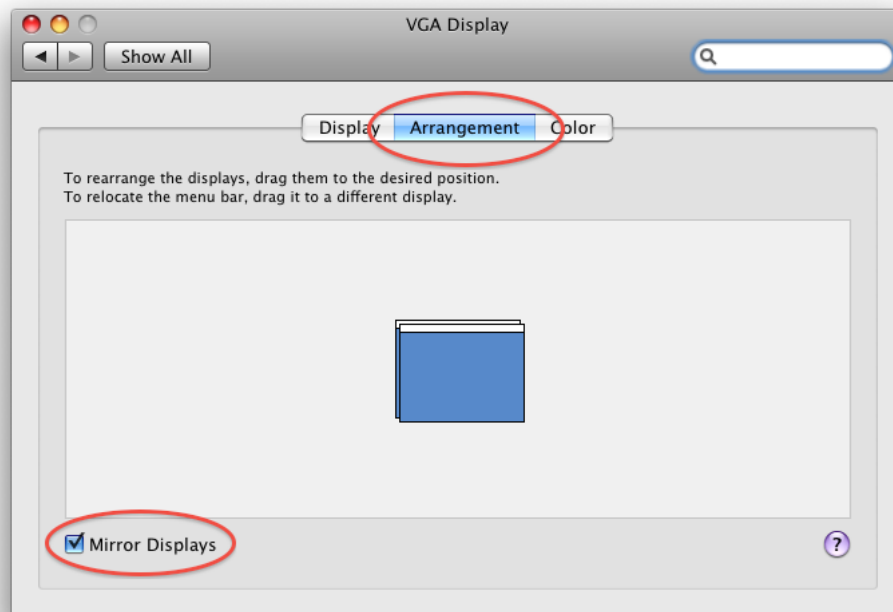 VGA Display
Show All
Display Arrangement Color
To rearrange the displays, drag them to the desired position.
To relocate the menu bar, drag it to a different display.
Mirror Displays
?